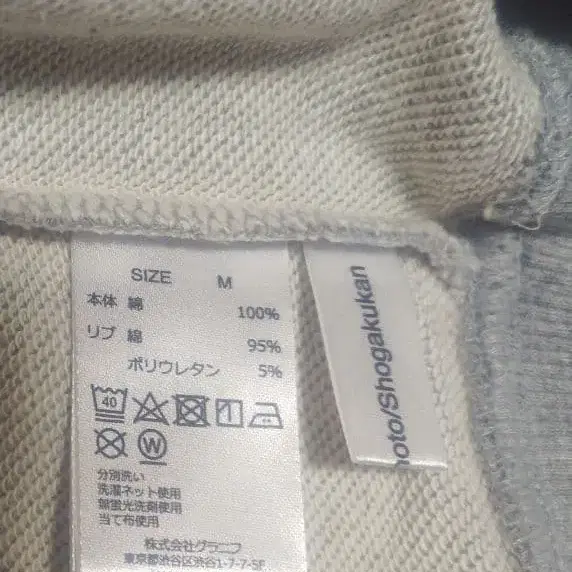 SIZE M
本体 綿 100%
リブ 綿 95%
ポリウレタン 5%
40
W
分別洗い
洗濯ネット使用
無蛍光洗剤使用
当て布使用
株式会社グラニフ
東京都渋谷区渋谷1-7-7-5F
oto/Shogakukan